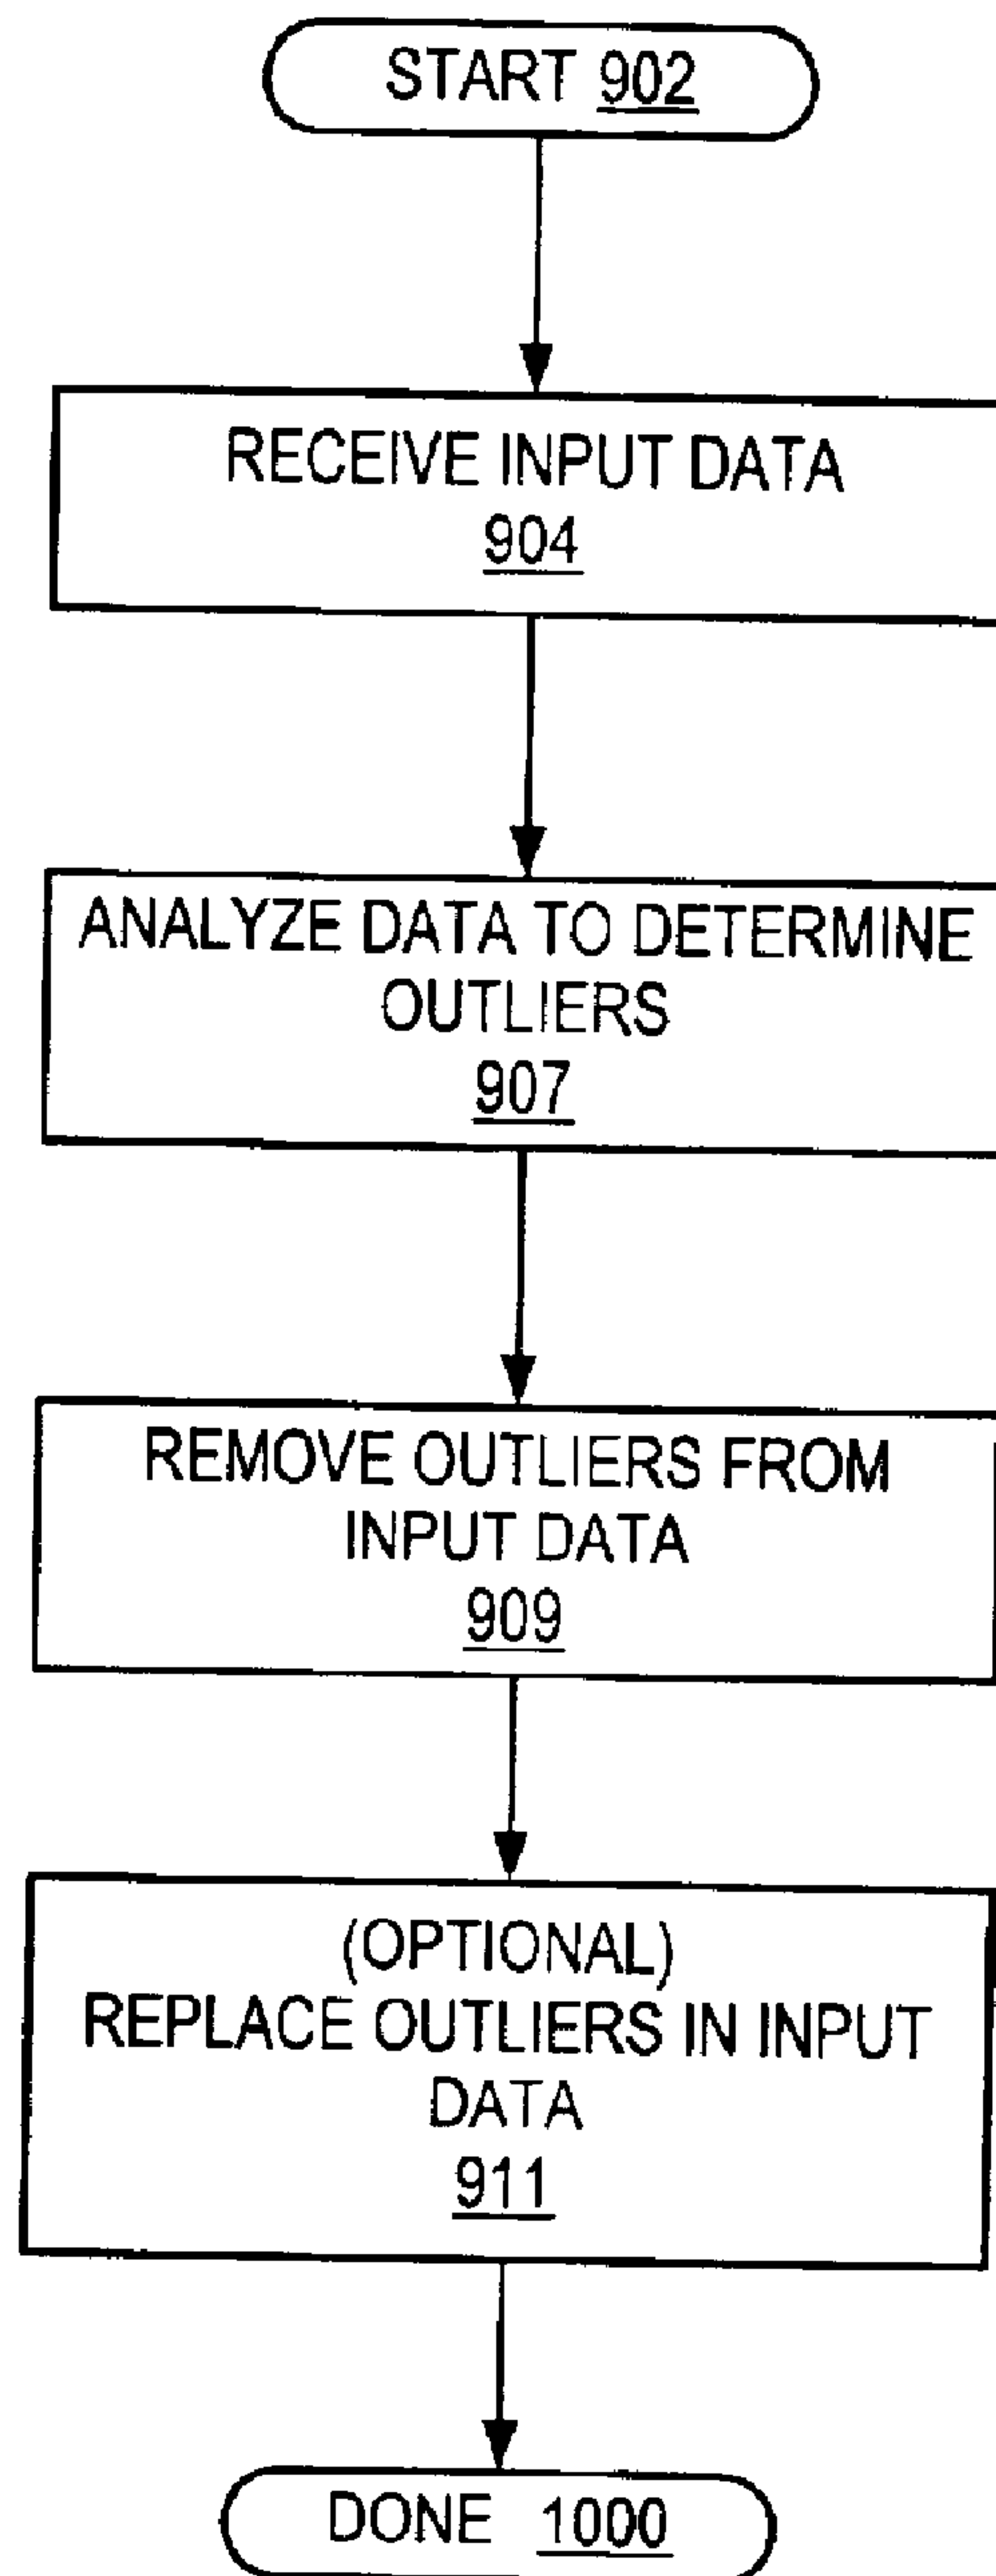 START 902
RECEIVE INPUT DATA
904
ANALYZE DATA TO DETERMINE
OUTLIERS
907
REMOVE OUTLIERS FROM
INPUT DATA
909
(OPTIONAL)
REPLACE OUTLIERS IN INPUT
DATA
911
DONE 1000